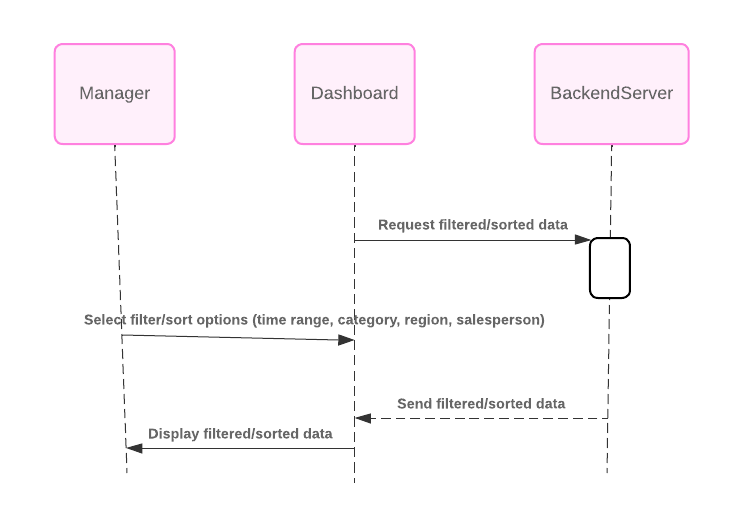 Manager
Dashboard
BackendServer
Request filtered/sorted data
Select filter/sort options (time range, category, region, salesperson)
Send filtered/sorted data
Display filtered/sorted data